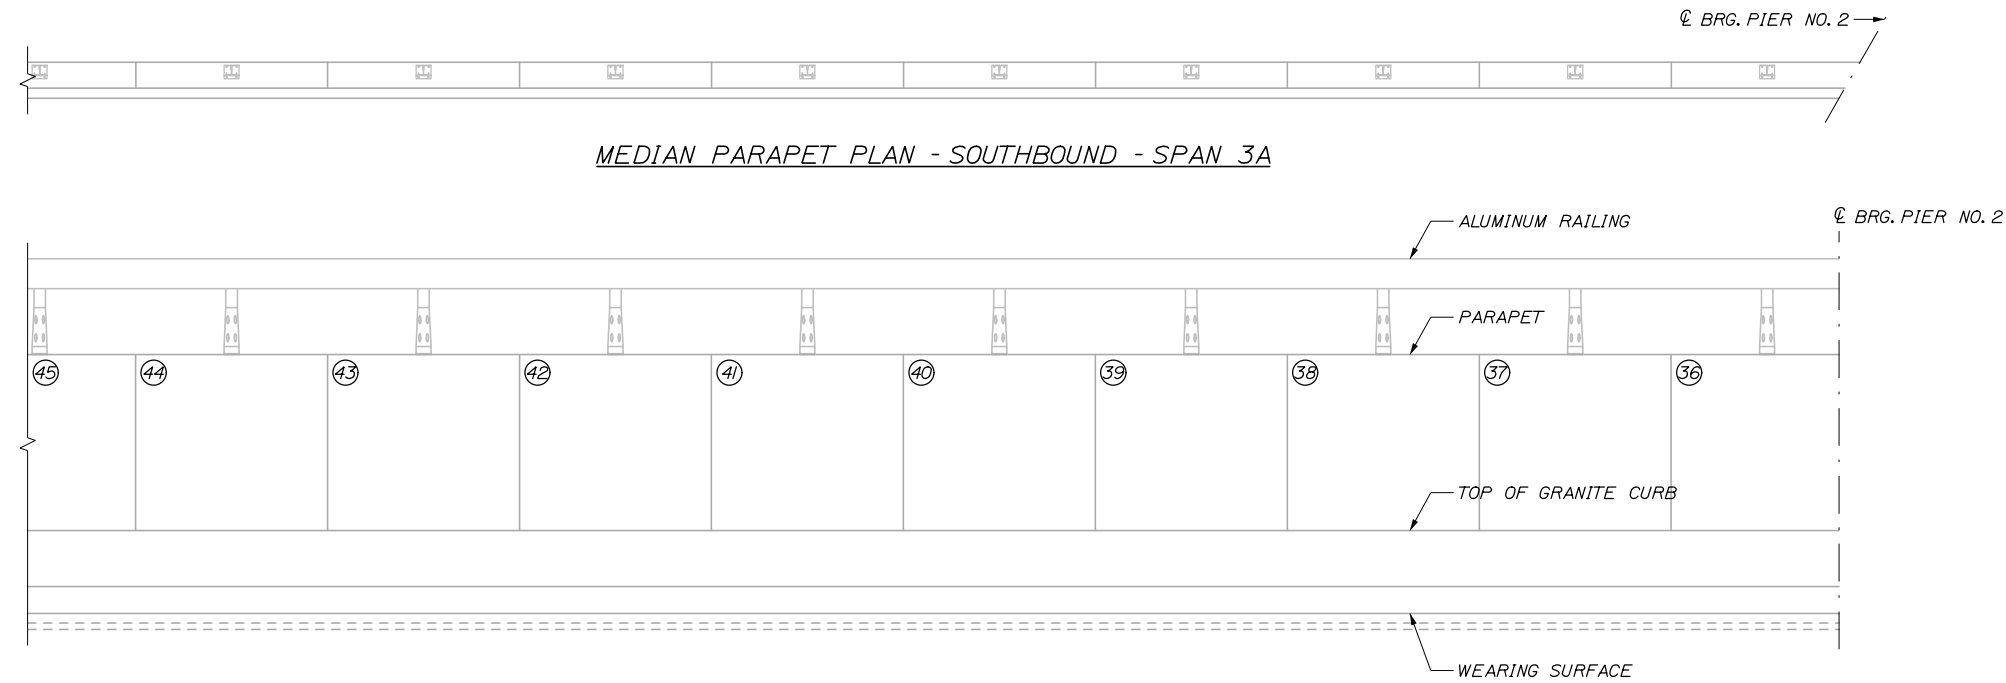 ℄ BRG. PIER NO. 2
MEDIAN PARAPET PLAN - SOUTHBOUND - SPAN 3A
℄ BRG. PIER NO. 2
ALUMINUM RAILING
PARAPET
45 44 43 42 41 40 39 38 37 36
TOP OF GRANITE CURB
WEARING SURFACE